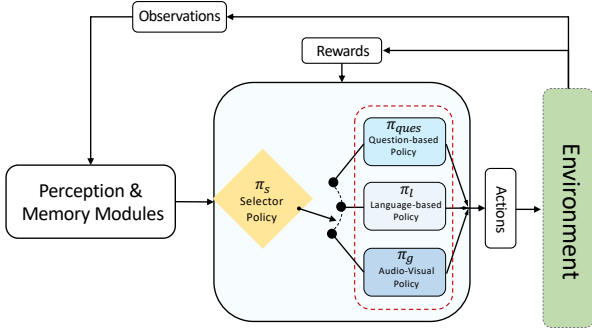 Observations
Rewards
π_ques
Question-based
Policy
π_s
Selector
Policy
Perception &
Memory Modules
π_l
Language-based
Policy
π_g
Audio-Visual
Policy
Actions
Environment